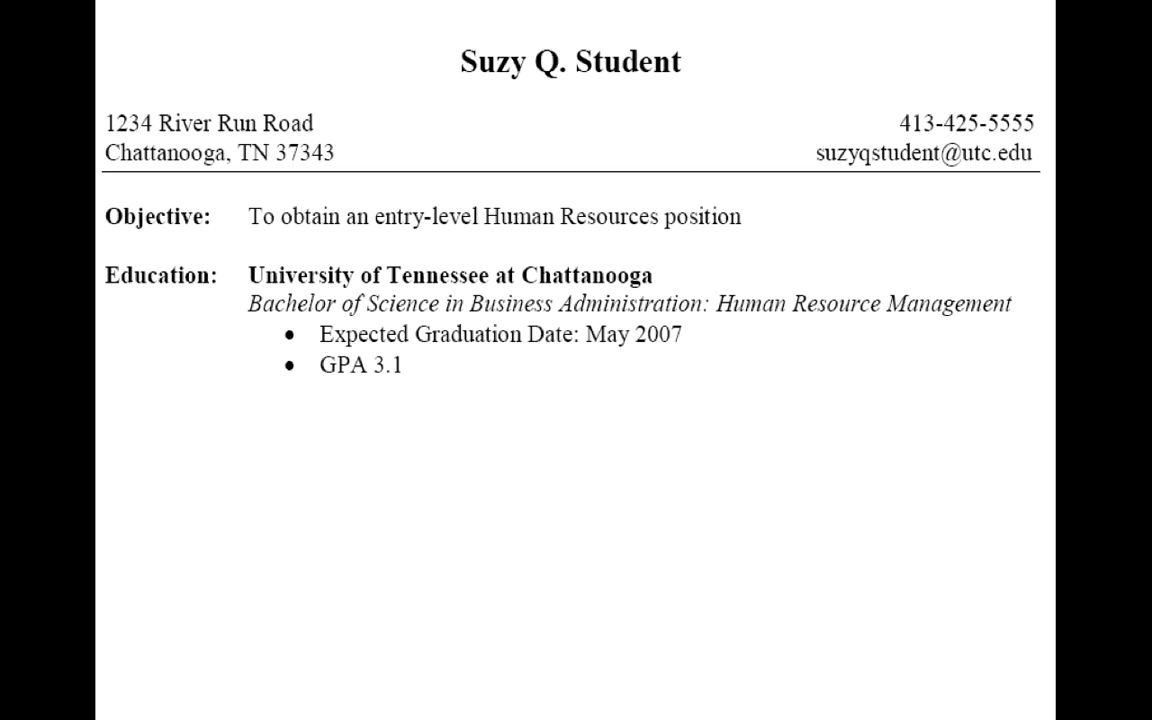 Suzy Q. Student
1234 River Run Road 413-425-5555
Chattanooga, TN 37343 suzyqstudent@utc.edu
Objective: To obtain an entry-level Human Resources position
Education: University of Tennessee at Chattanooga
Bachelor of Science in Business Administration: Human Resource Management
• Expected Graduation Date: May 2007
• GPA 3.1